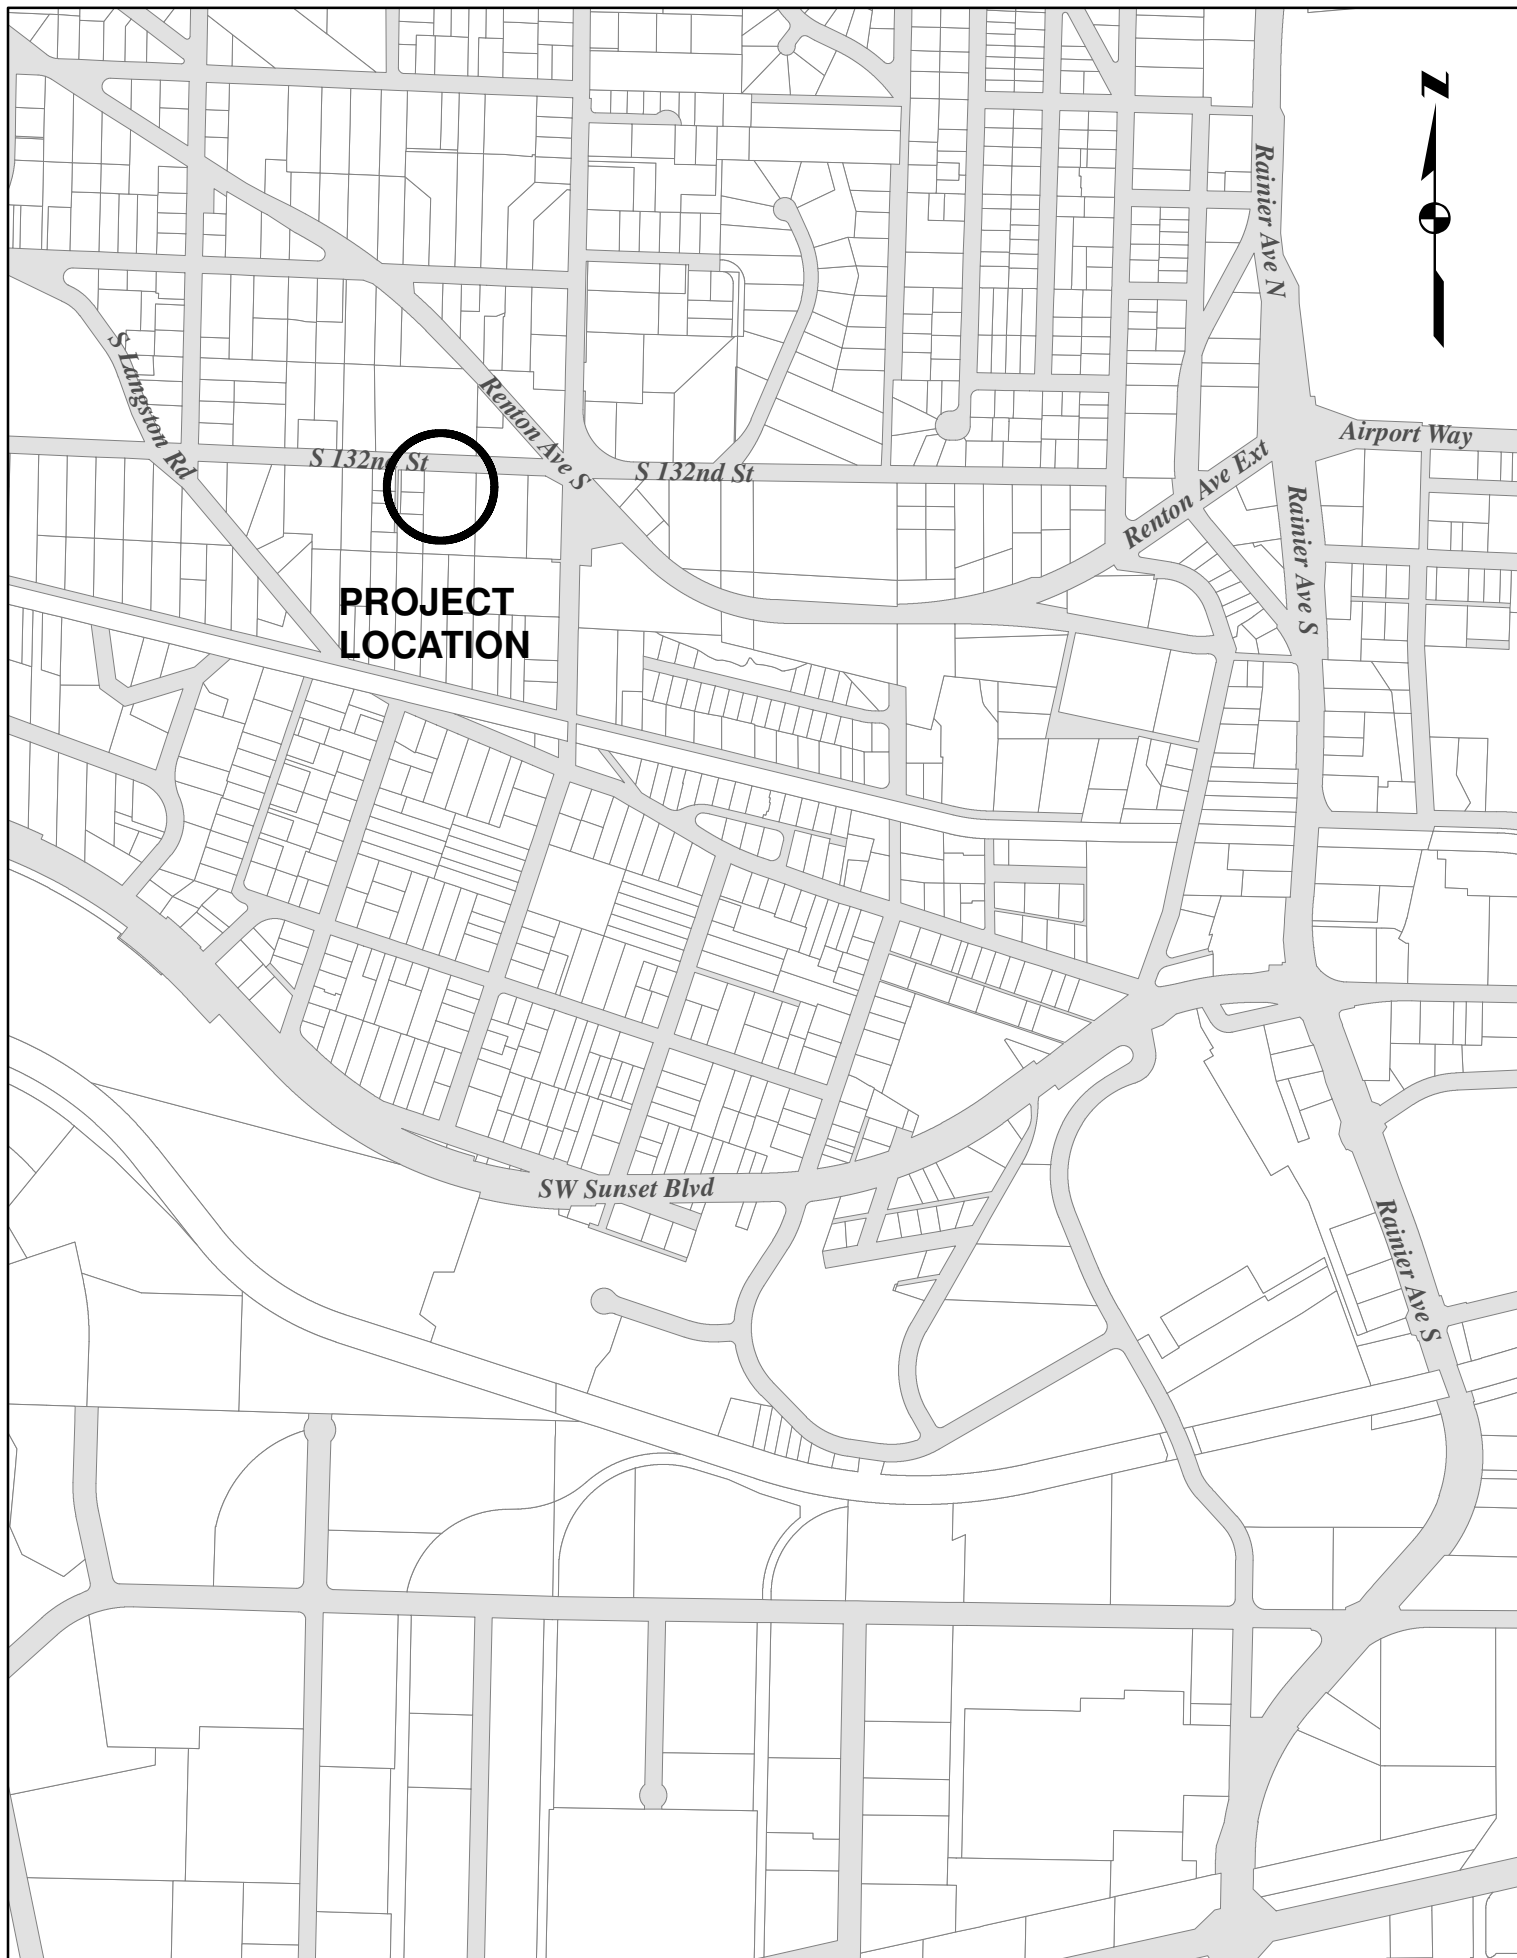 N
Rainier Ave N
S Langston Rd
Renton Ave S
Airport Way
S 132nd St
S 132nd St
Renton Ave Ext
Rainier Ave S
PROJECT
LOCATION
SW Sunset Blvd
Rainier Ave S